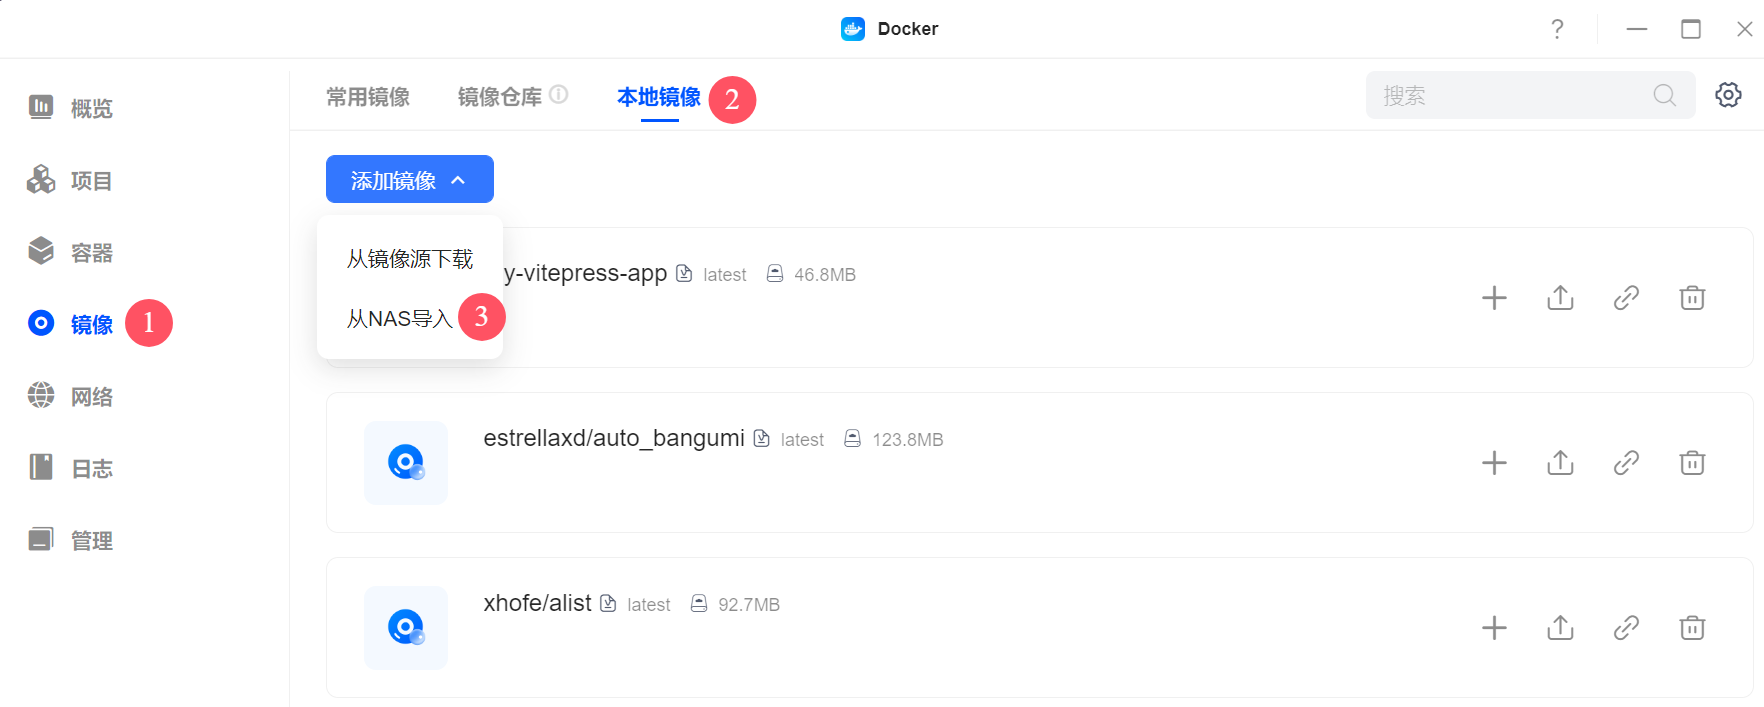 Docker
概览
项目
容器
镜像 1
网络
日志
管理
常用镜像 镜像仓库 本地镜像 2
搜索
添加镜像
从镜像源下载
从NAS导入 3
y-vitepress-app latest 46.8MB
estrellaxd/auto_bangumi latest 123.8MB
xhofe/alist latest 92.7MB